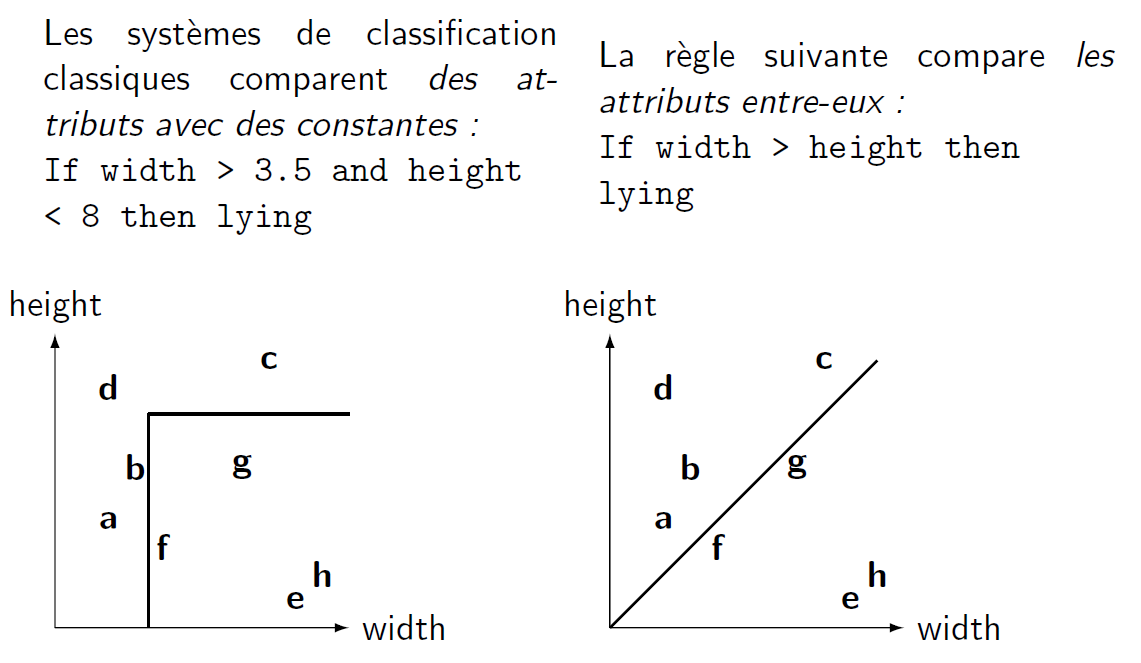 Les systèmes de classification
classiques comparent des at-
tributs avec des constantes :
If width > 3.5 and height
< 8 then lying
La règle suivante compare les
attributs entre-eux :
If width > height then
lying
height
c
d
b
g
a
f
h
e
width
height
c
d
b
g
a
f
h
e
width